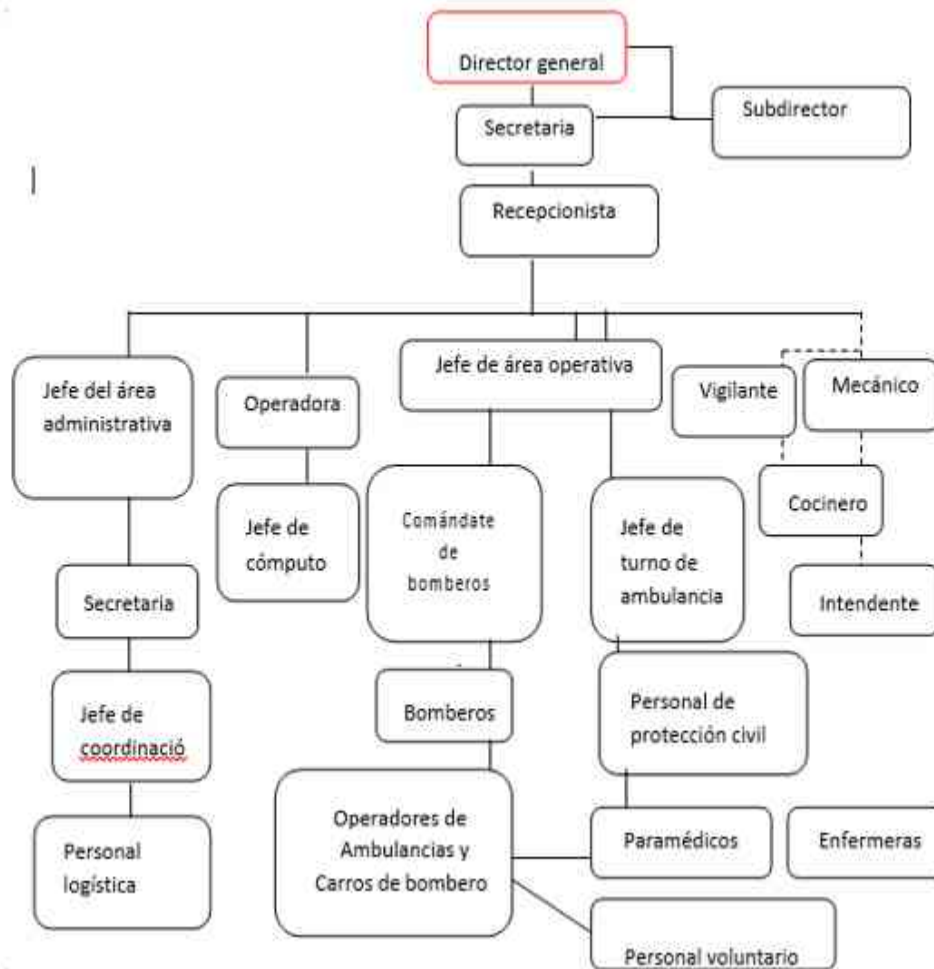 Director general
Subdirector
Secretaria
Recepcionista
Jefe del área
administrativa
Operadora
Jefe de área operativa
Vigilante
Mecánico
Jefe de
cómputo
Comándate
de
bomberos
Jefe de
turno de
ambulancia
Cocinero
Intendente
Secretaria
Jefe de
coordinació
Bomberos
Personal de
protección civil
Personal
logística
Operadores de
Ambulancias y
Carros de bombero
Paramédicos
Enfermeras
Personal voluntario